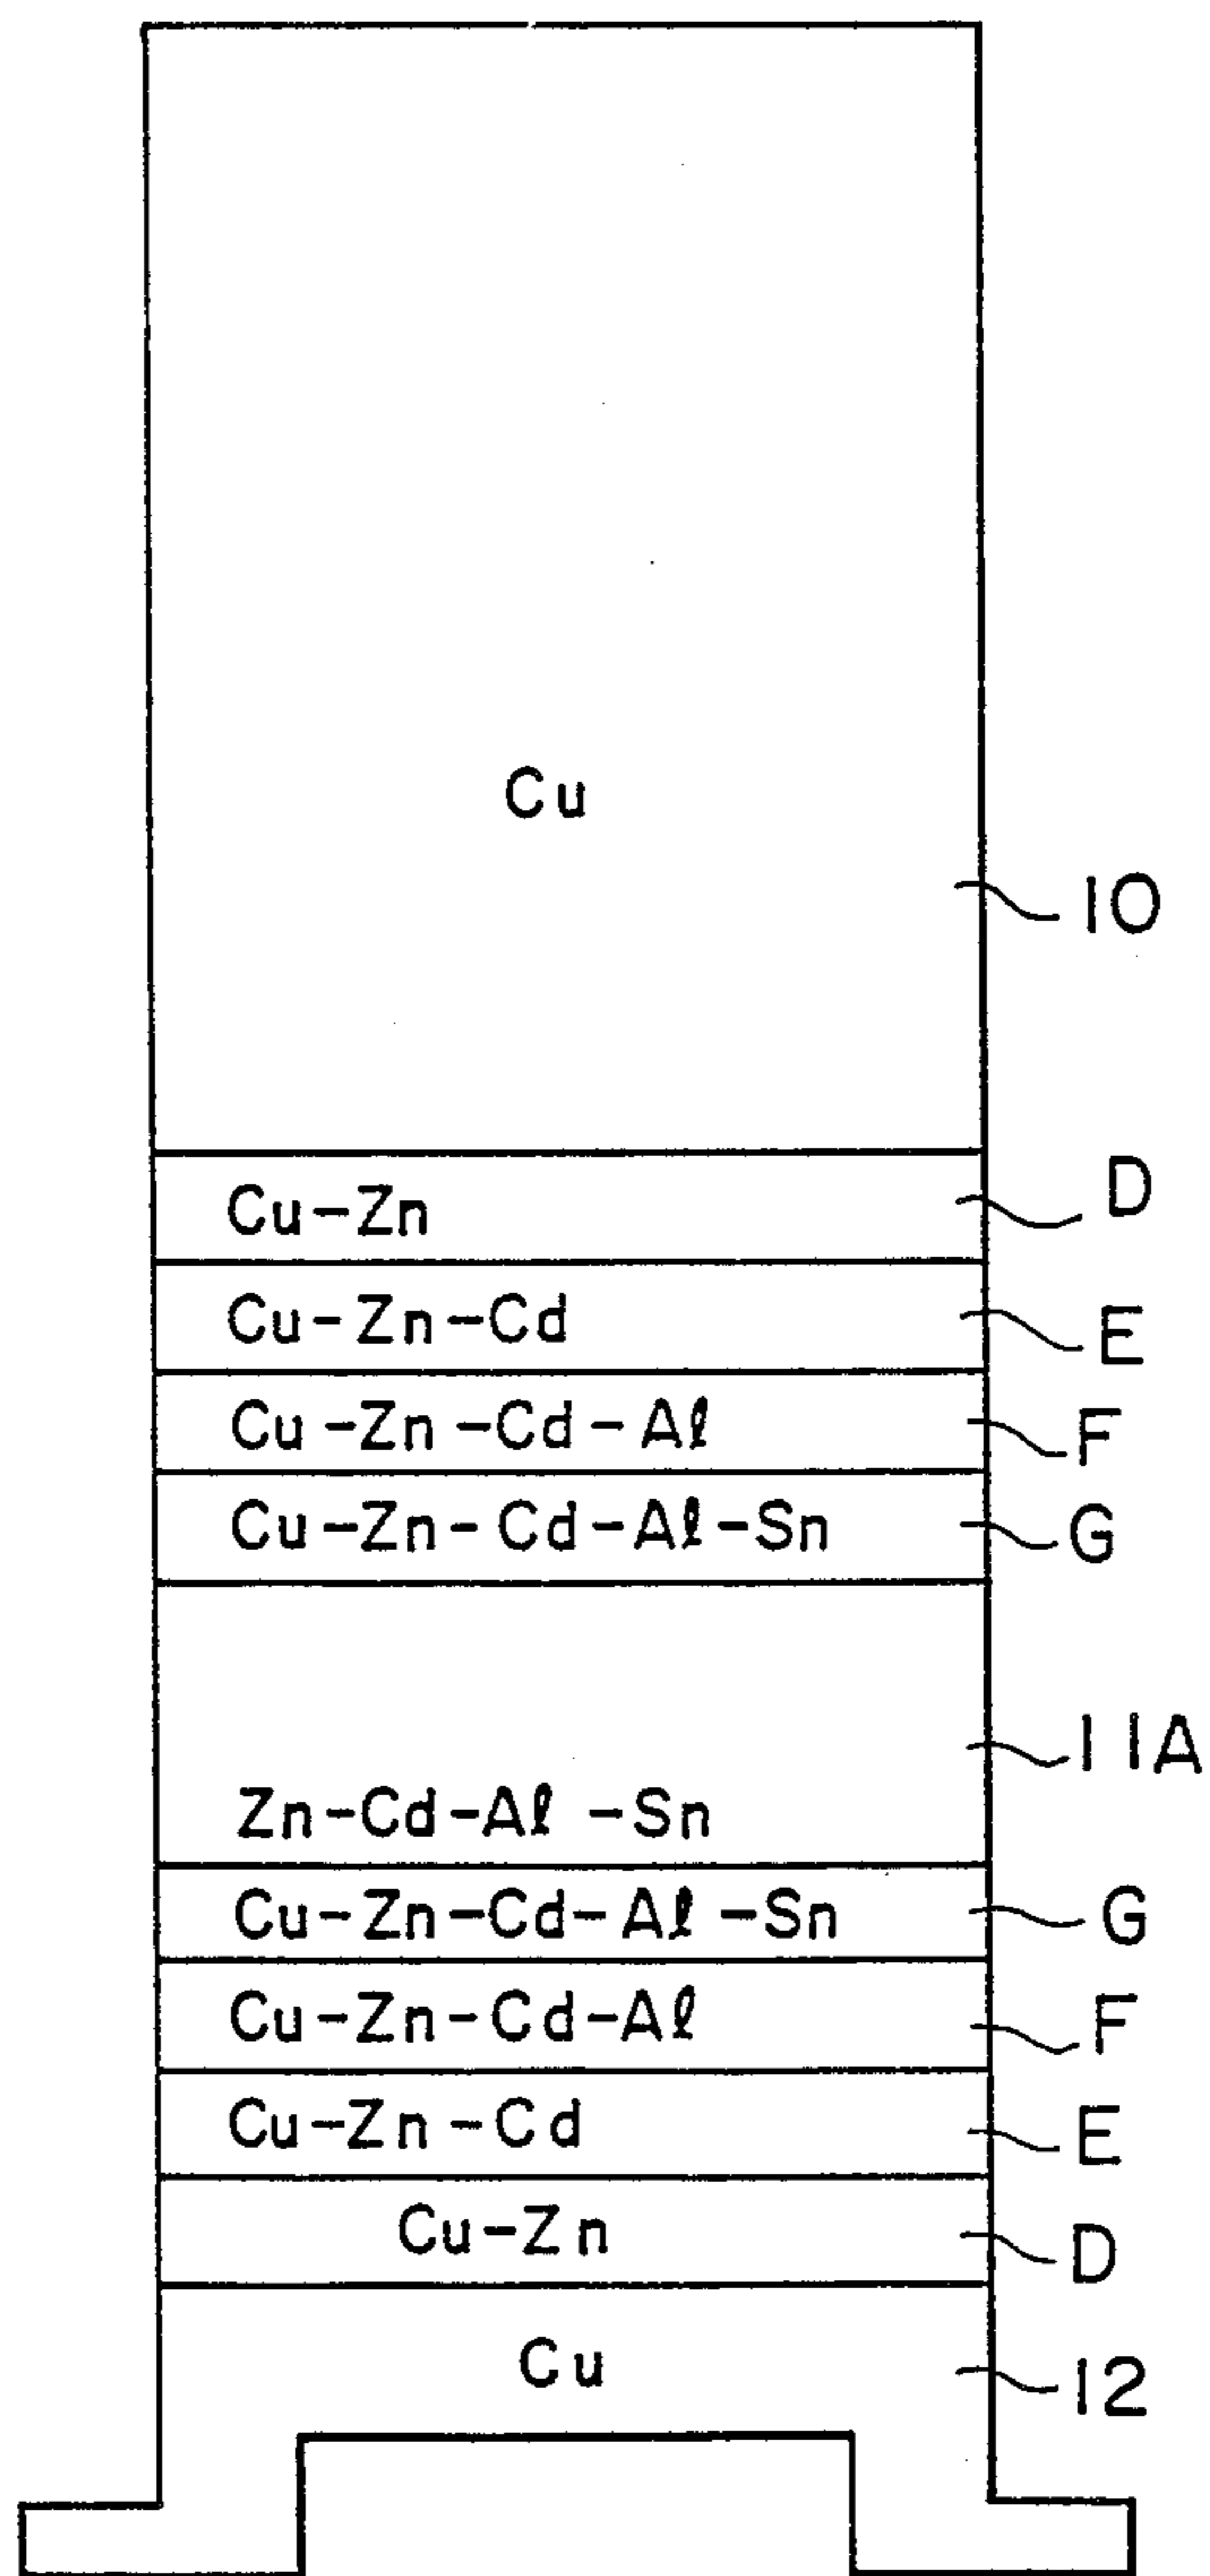 Cu
10
Cu-Zn D
Cu-Zn-Cd E
Cu-Zn-Cd-Al F
Cu-Zn-Cd-Al-Sn G
11A
Zn-Cd-Al-Sn
Cu-Zn-Cd-Al-Sn G
Cu-Zn-Cd-Al F
Cu-Zn-Cd E
Cu-Zn D
Cu 12